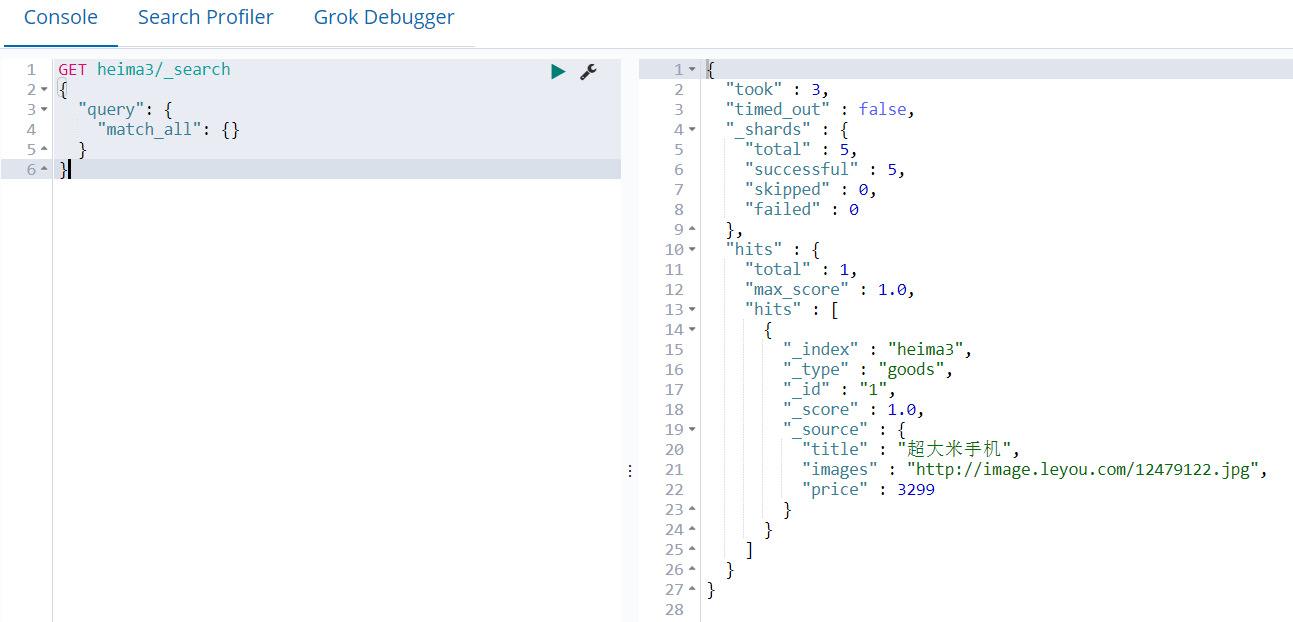 Console Search Profiler Grok Debugger
1 GET heima3/_search
2 {
3 "query": {
4 "match_all": {}
5 }
6 }
1 {
2 "took" : 3,
3 "timed_out" : false,
4 "_shards" : {
5 "total" : 5,
6 "successful" : 5,
7 "skipped" : 0,
8 "failed" : 0
9 },
10 "hits" : {
11 "total" : 1,
12 "max_score" : 1.0,
13 "hits" : [
14 {
15 "_index" : "heima3",
16 "_type" : "goods",
17 "_id" : "1",
18 "_score" : 1.0,
19 "_source" : {
20 "title" : "超大米手机",
21 "images" : "http://image.leyou.com/12479122.jpg",
22 "price" : 3299
23 }
24 }
25 ]
26 }
27 }
28